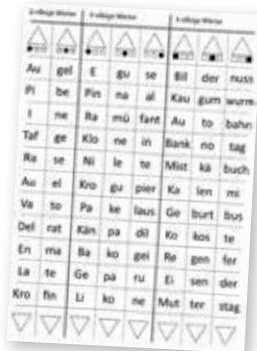 2-silbige Wörter 3-silbige Wörter 3-silbige Wörter
Au gel E gu se Bil der nuss
Pi be Pin na al Kau gum wurm
I ne Ra mü fant Au to bahn
Taf ge Klo ne in Bank no tag
Ra se Ni le te Mist kä buch
Au el Kro gu pier Ka len mi
Va to Pa ke laus Ge burt bus
Del rat Kän pa dil Ko kos te
En ma Ba ko gei Re gen fer
La te Ge pa ru Ei sen der
Kro fin Li ko ne Mut ter stag